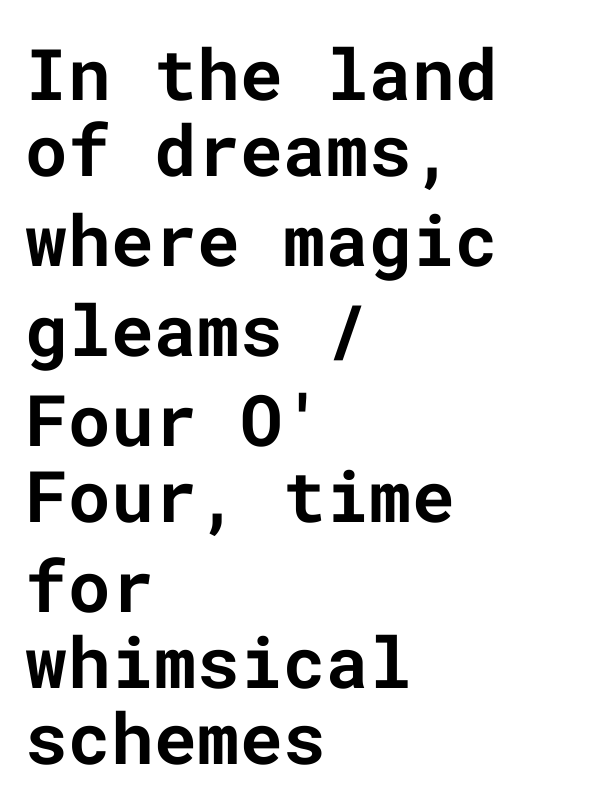 In the land
of dreams,
where magic
gleams /
Four O'
Four, time
for
whimsical
schemes